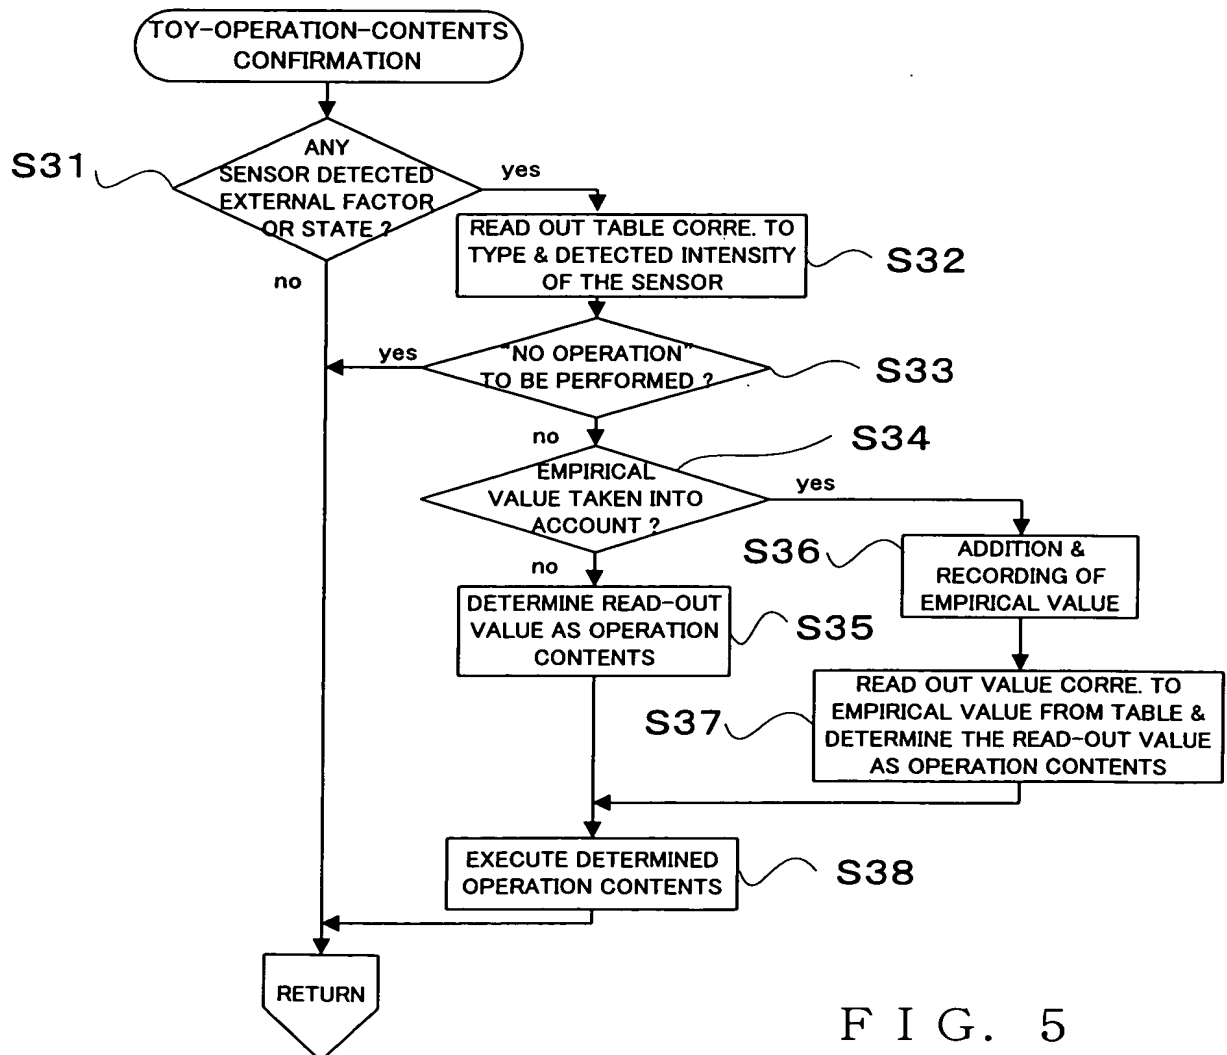 TOY-OPERATION-CONTENTS
CONFIRMATION
S31
ANY
SENSOR DETECTED
EXTERNAL FACTOR
OR STATE ?
yes
no
READ OUT TABLE CORRE. TO
TYPE & DETECTED INTENSITY
OF THE SENSOR
S32
yes
"NO OPERATION"
TO BE PERFORMED ?
S33
no
S34
EMPIRICAL
VALUE TAKEN INTO
ACCOUNT ?
yes
no
S36
ADDITION &
RECORDING OF
EMPIRICAL VALUE
DETERMINE READ-OUT
VALUE AS OPERATION
CONTENTS
S35
S37
READ OUT VALUE CORRE. TO
EMPIRICAL VALUE FROM TABLE &
DETERMINE THE READ-OUT VALUE
AS OPERATION CONTENTS
EXECUTE DETERMINED
OPERATION CONTENTS
S38
RETURN
FIG. 5